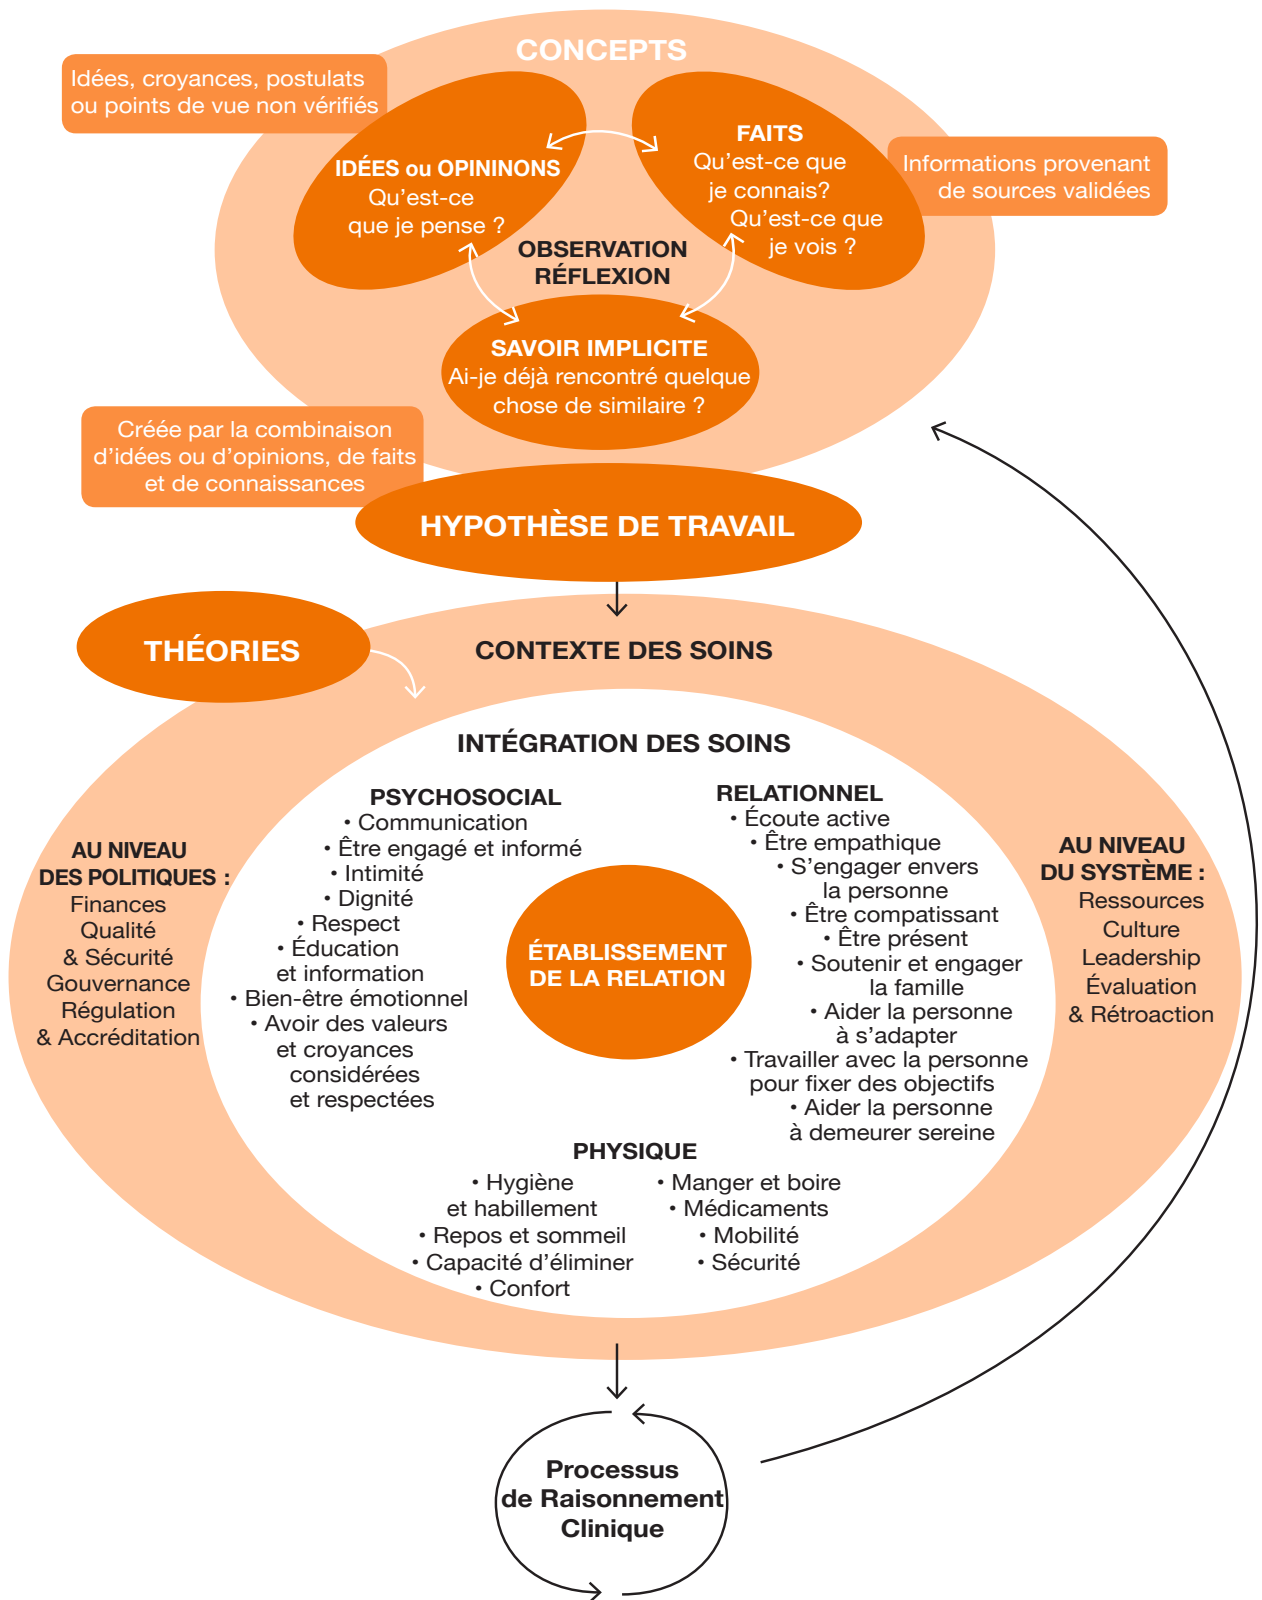 CONCEPTS
Idées, croyances, postulats
ou points de vue non vérifiés
IDÉES ou OPININONS
Qu’est-ce
que je pense ?
FAITS
Qu’est-ce que
je connais?
Qu’est-ce que
je vois ?
Informations provenant
de sources validées
OBSERVATION
RÉFLEXION
SAVOIR IMPLICITE
Ai-je déjà rencontré quelque
chose de similaire ?
Créée par la combinaison
d’idées ou d’opinions, de faits
et de connaissances
HYPOTHÈSE DE TRAVAIL
THÉORIES
CONTEXTE DES SOINS
INTÉGRATION DES SOINS
AU NIVEAU
DES POLITIQUES :
Finances
Qualité
& Sécurité
Gouvernance
Régulation
& Accréditation
PSYCHOSOCIAL
• Communication
• Être engagé et informé
• Intimité
• Dignité
• Respect
• Éducation
et information
• Bien-être émotionnel
• Avoir des valeurs
et croyances
considérées
et respectées
ÉTABLISSEMENT
DE LA RELATION
RELATIONNEL
• Écoute active
• Être empathique
• S’engager envers
la personne
• Être compatissant
• Être présent
• Soutenir et engager
la famille
• Aider la personne
à s’adapter
• Travailler avec la personne
pour fixer des objectifs
• Aider la personne
à demeurer sereine
AU NIVEAU
DU SYSTÈME :
Ressources
Culture
Leadership
Évaluation
& Rétroaction
PHYSIQUE
• Hygiène
et habillement
• Repos et sommeil
• Capacité d’éliminer
• Confort
• Manger et boire
• Médicaments
• Mobilité
• Sécurité
Processus
de Raisonnement
Clinique